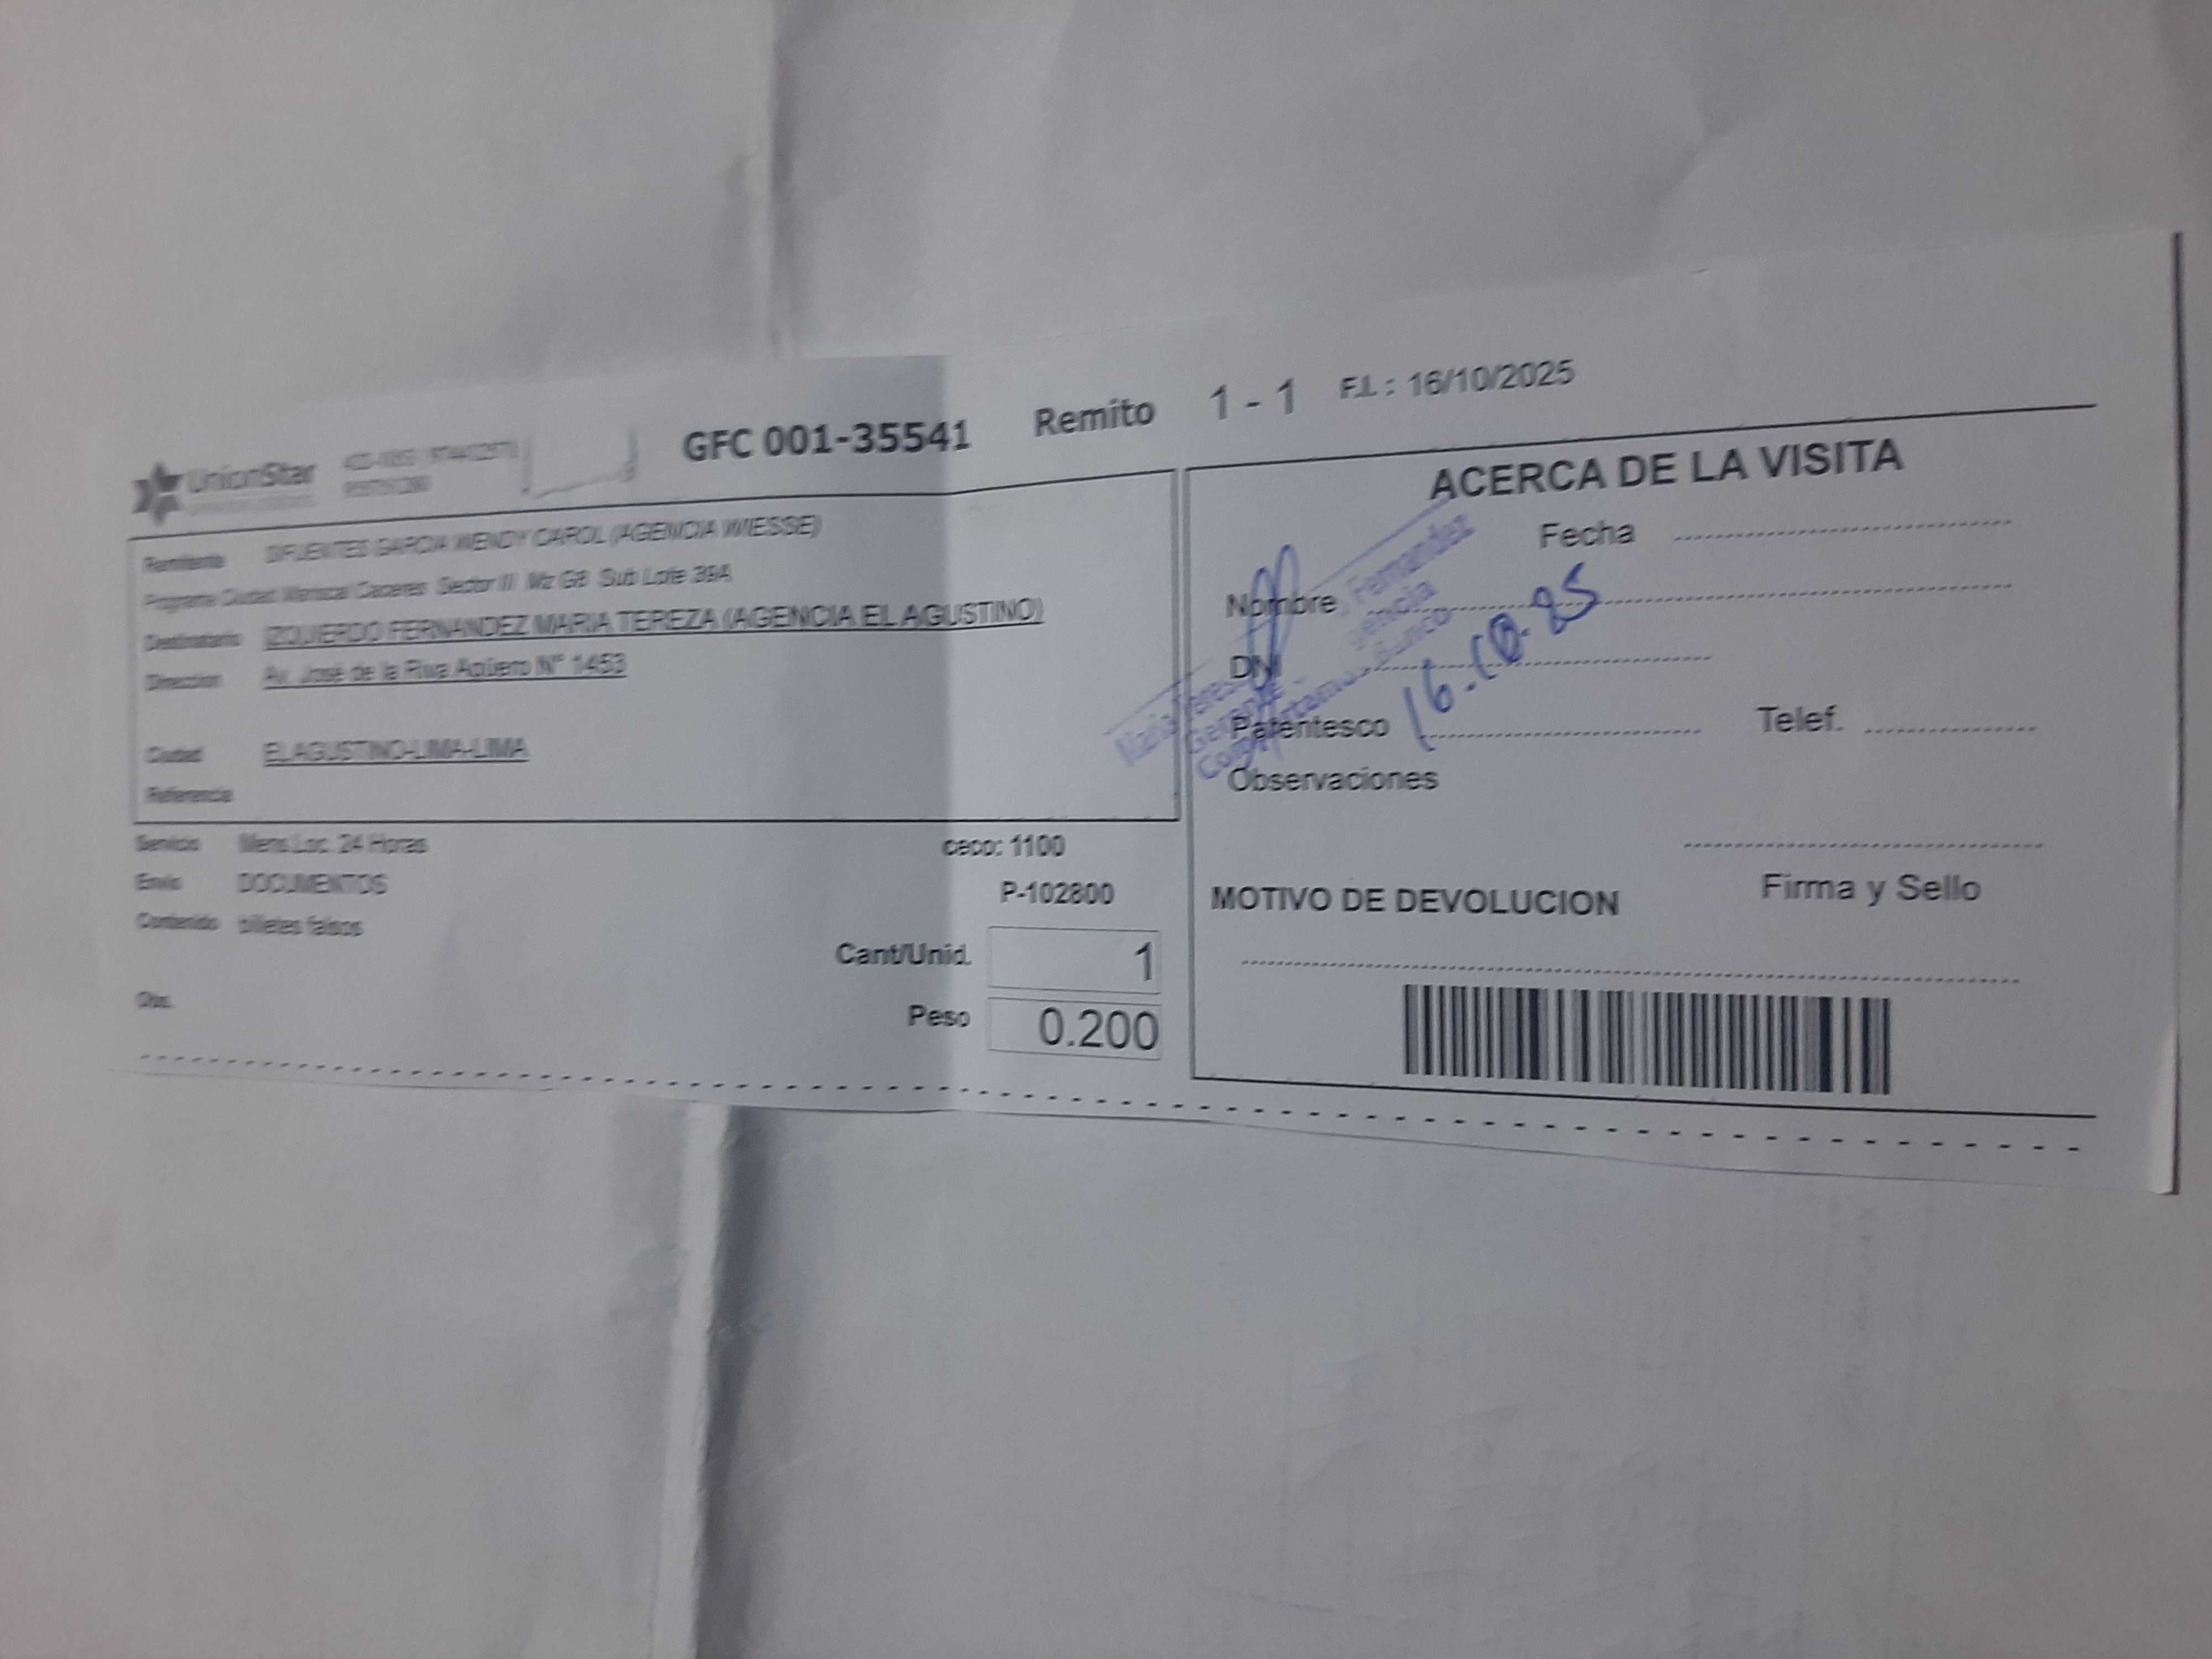 UnionStar
GFC 001-35541 Remito 1 - 1 F.I. : 16/10/2025
Remitente CIFUENTES GARCIA WENDY CAROL (AGENCIA WIESSE)
Programa Ciudad Mariscal Caceres Sector III Mz G8 Sub Lote 39A
Destinatario IZQUIERDO FERNANDEZ MARIA TEREZA (AGENCIA EL AGUSTINO)
Direccion Av. José de la Riva Agüero N° 1453
Ciudad EL AGUSTINO-LIMA-LIMA
Referencia
Servicio Mens.Loc. 24 Horas
ceco: 1100
Envio DOCUMENTOS
P-102800
Contenido billetes falsos
Cant/Unid. 1
Obs.
Peso 0.200
ACERCA DE LA VISITA
Fecha
Nombre
DNI
Parentesco
Telef.
Observaciones
Fernandez
16.10.25
Firma y Sello
MOTIVO DE DEVOLUCION